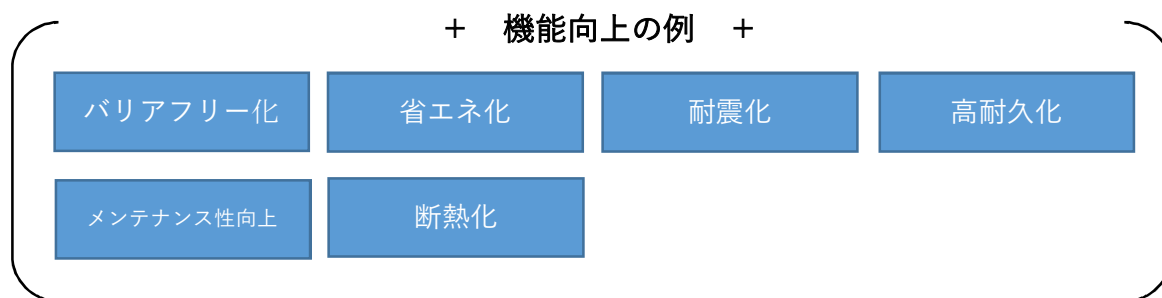 + 機能向上の例 +
バリアフリー化 省エネ化 耐震化 高耐久化
メンテナンス性向上 断熱化